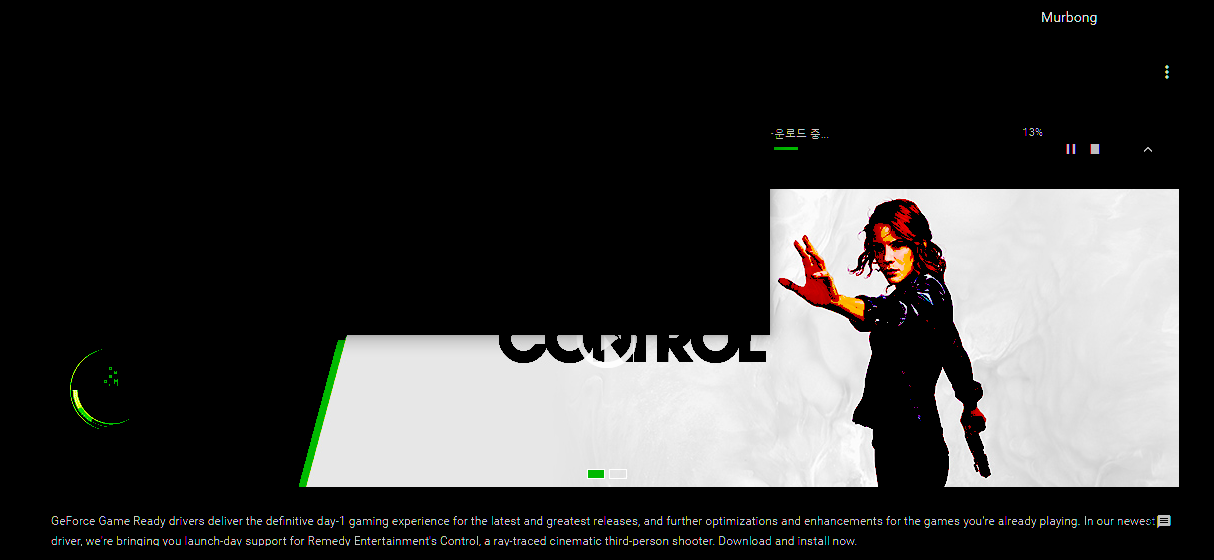 Murbong
운로드 중...
13%
CONTROL
GeForce Game Ready drivers deliver the definitive day-1 gaming experience for the latest and greatest releases, and further optimizations and enhancements for the games you're already playing. In our newest
driver, we're bringing you launch-day support for Remedy Entertainment's Control, a ray-traced cinematic third-person shooter. Download and install now.